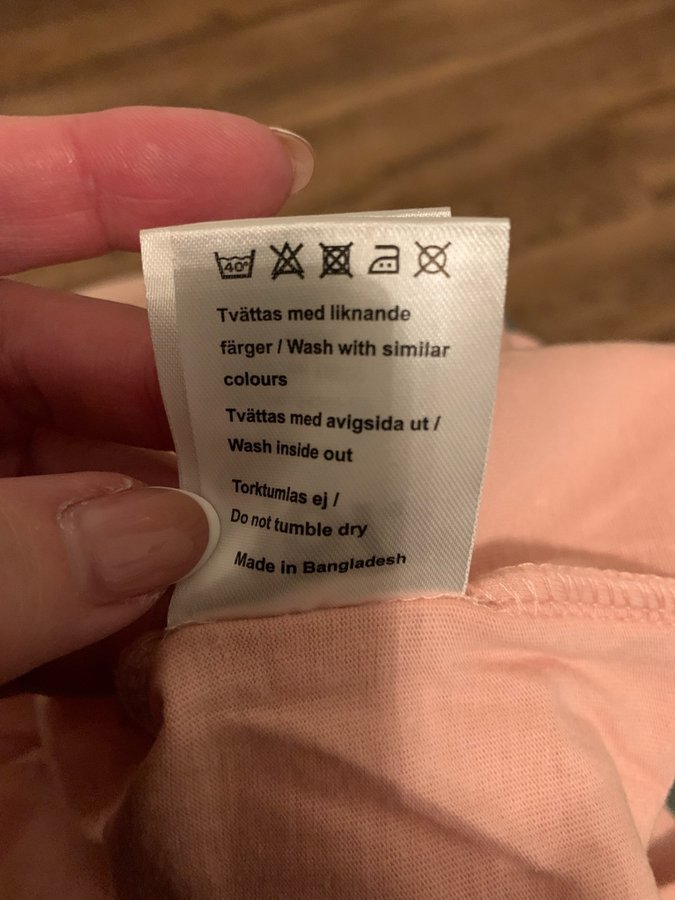 40°
Tvättas med liknande
färger / Wash with similar
colours
Tvättas med avigsida ut /
Wash inside out
Torktumlas ej /
Do not tumble dry
Made in Bangladesh